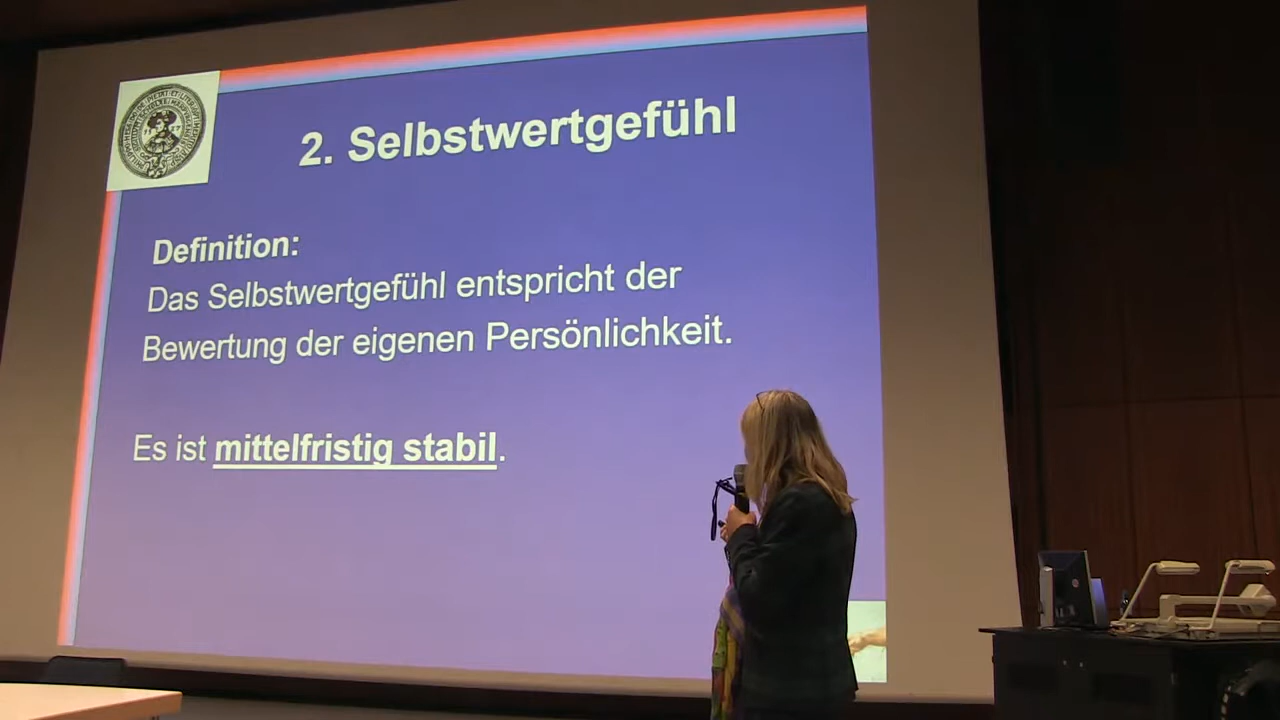 2. Selbstwertgefühl
Definition:
Das Selbstwertgefühl entspricht der
Bewertung der eigenen Persönlichkeit.
Es ist mittelfristig stabil.